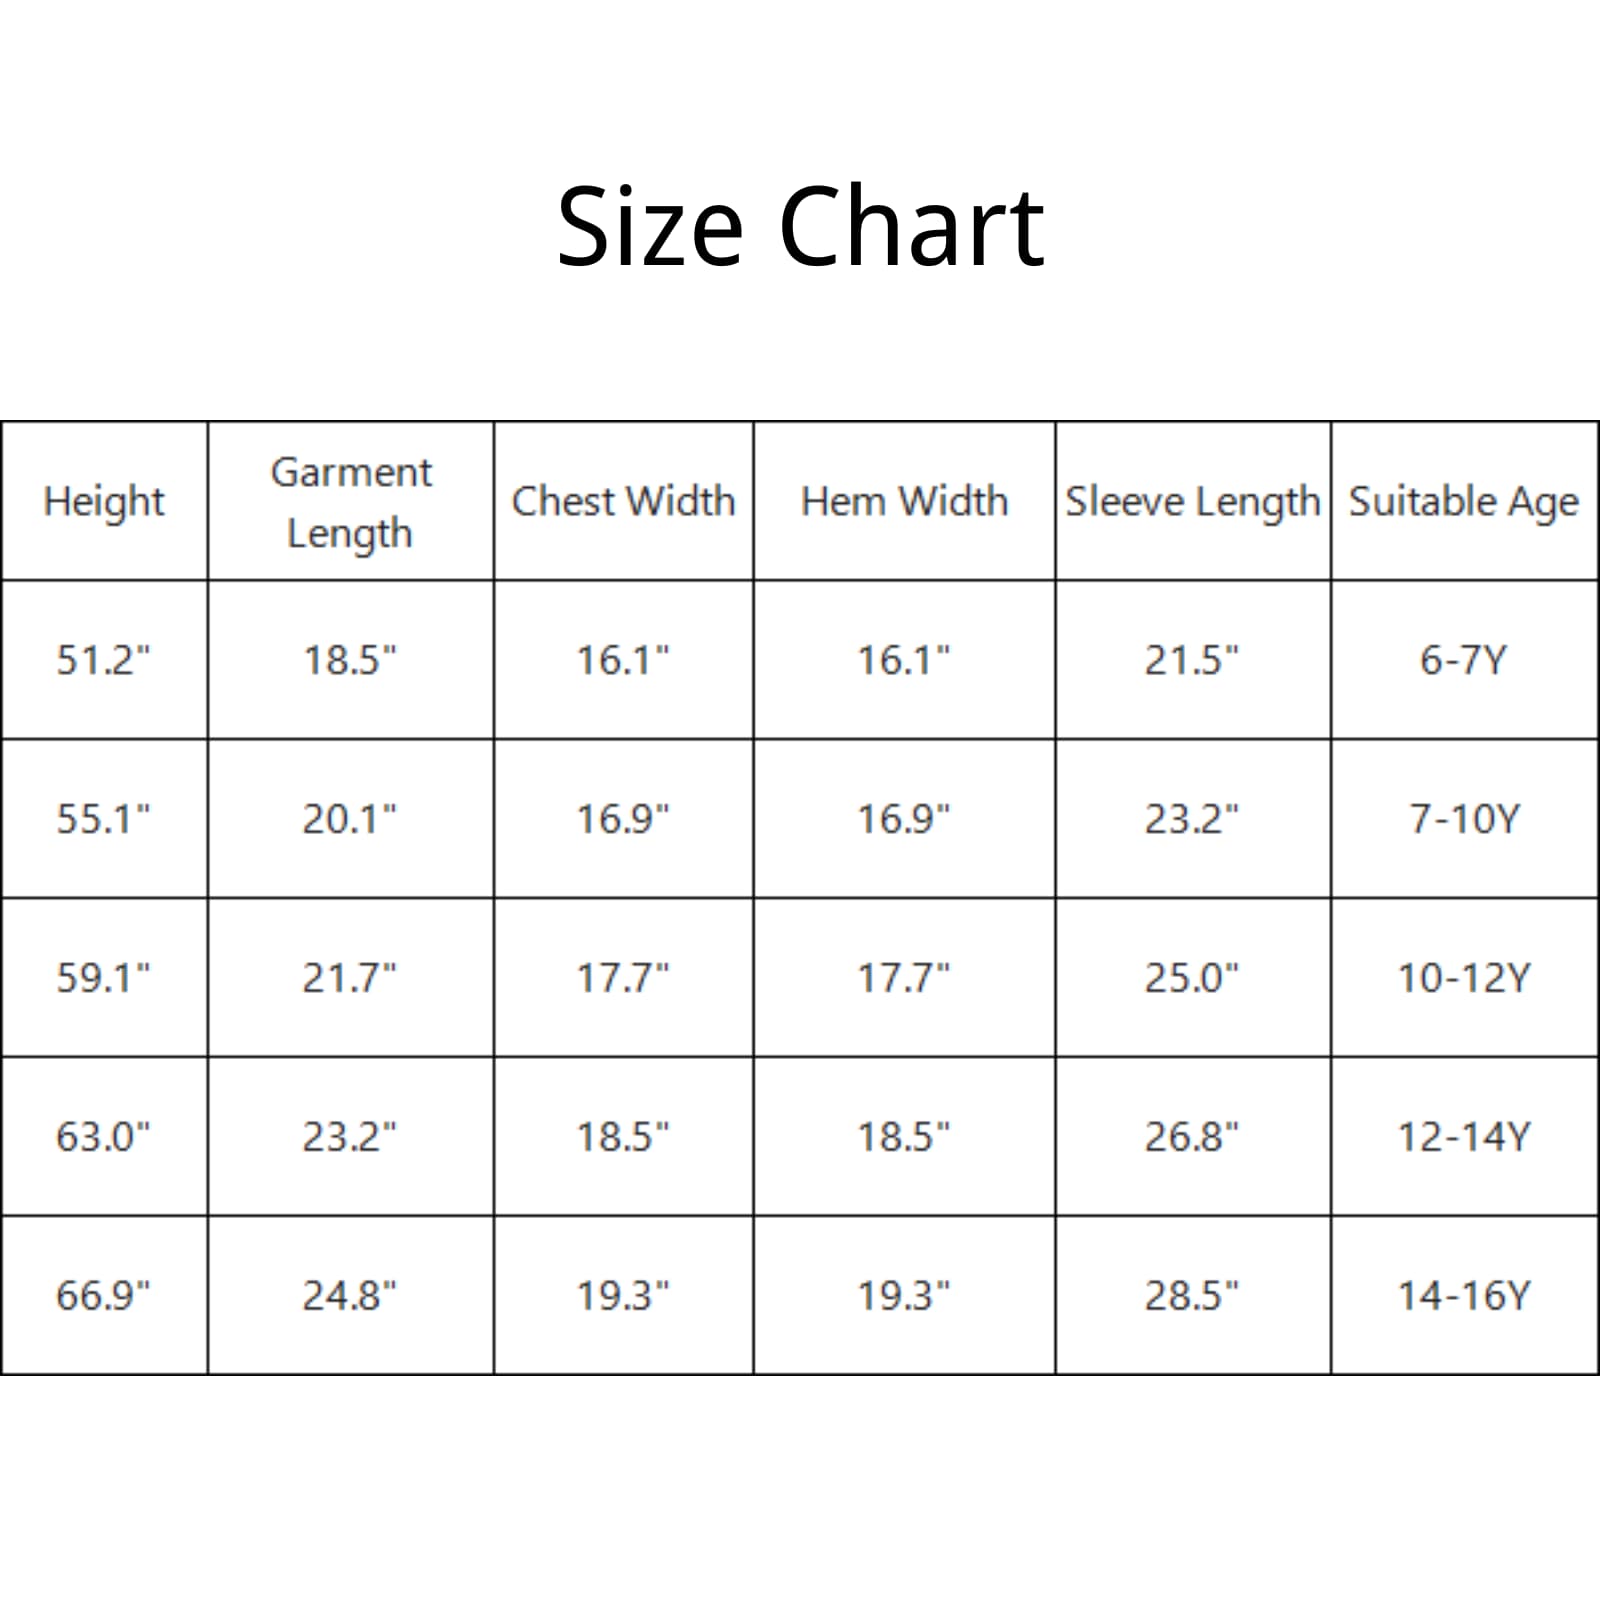 Size Chart
Height Garment Length Chest Width Hem Width Sleeve Length Suitable Age
51.2" 18.5" 16.1" 16.1" 21.5" 6-7Y
55.1" 20.1" 16.9" 16.9" 23.2" 7-10Y
59.1" 21.7" 17.7" 17.7" 25.0" 10-12Y
63.0" 23.2" 18.5" 18.5" 26.8" 12-14Y
66.9" 24.8" 19.3" 19.3" 28.5" 14-16Y